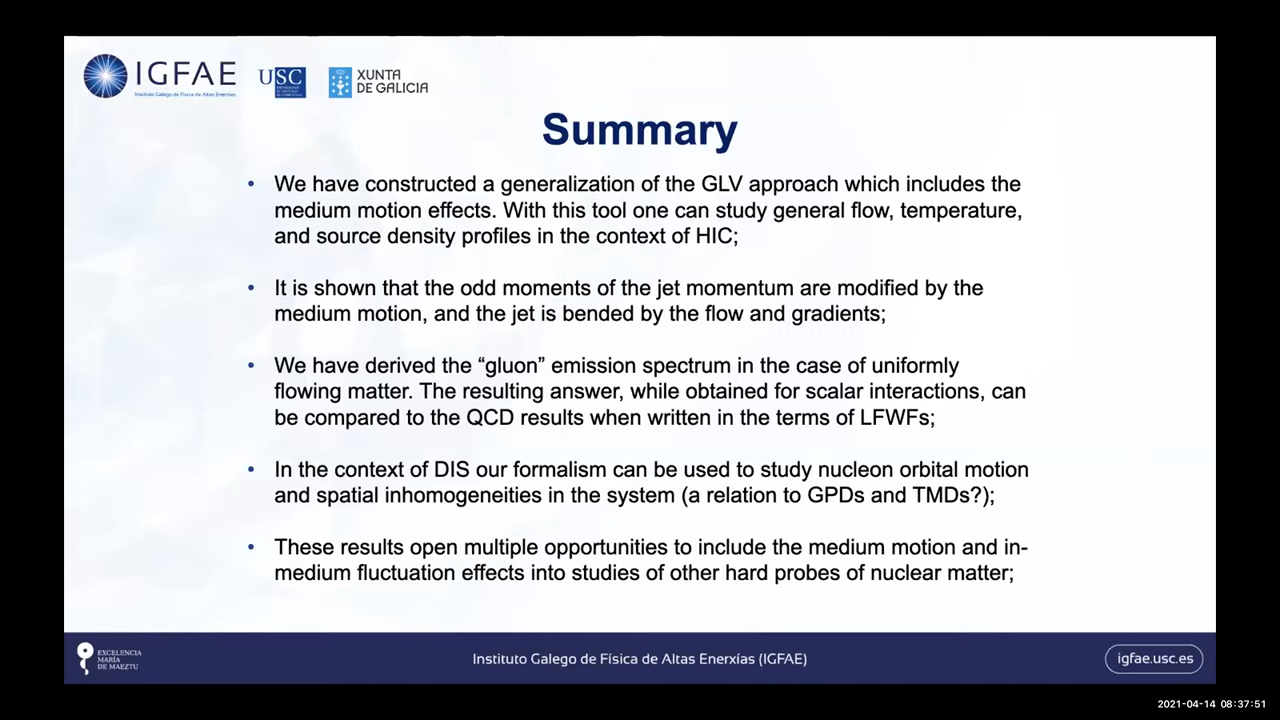 IGFAE
Instituto Galego de Física de Altas Enerxías
USC
XUNTA
DE GALICIA
Summary
• We have constructed a generalization of the GLV approach which includes the
medium motion effects. With this tool one can study general flow, temperature,
and source density profiles in the context of HIC;
• It is shown that the odd moments of the jet momentum are modified by the
medium motion, and the jet is bended by the flow and gradients;
• We have derived the “gluon” emission spectrum in the case of uniformly
flowing matter. The resulting answer, while obtained for scalar interactions, can
be compared to the QCD results when written in the terms of LFWFs;
• In the context of DIS our formalism can be used to study nucleon orbital motion
and spatial inhomogeneities in the system (a relation to GPDs and TMDs?);
• These results open multiple opportunities to include the medium motion and in-
medium fluctuation effects into studies of other hard probes of nuclear matter;
EXCELENCIA
MARÍA
DE MAEZTU
Instituto Galego de Física de Altas Enerxías (IGFAE)
igfae.usc.es
2021-04-14 08:37:51